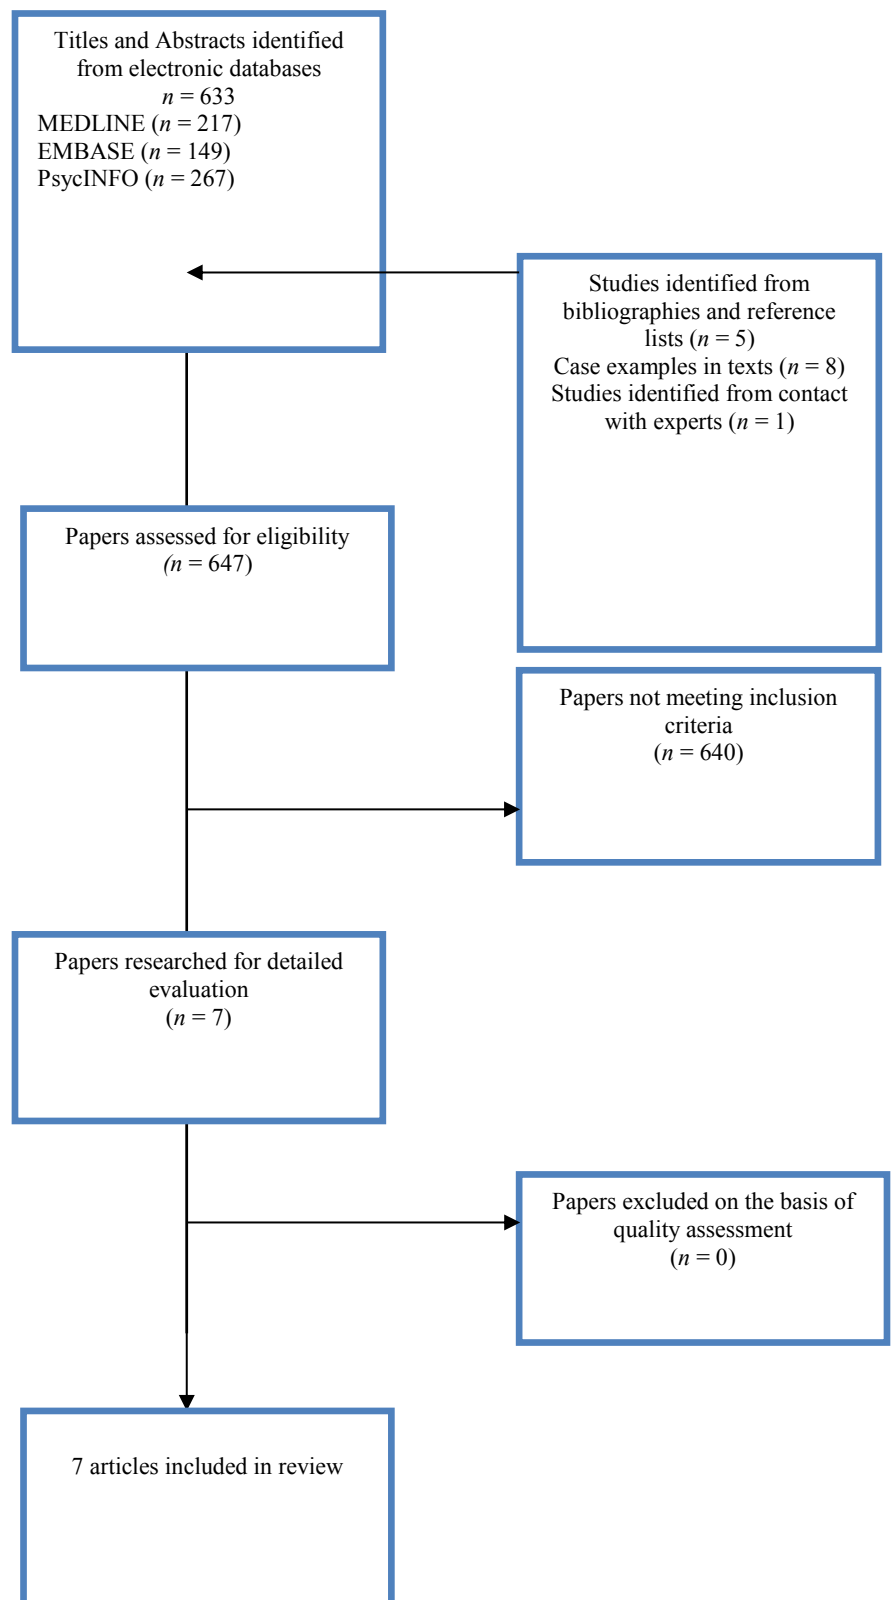 Titles and Abstracts identified
from electronic databases
n = 633
MEDLINE (n = 217)
EMBASE (n = 149)
PsycINFO (n = 267)
Studies identified from
bibliographies and reference
lists (n = 5)
Case examples in texts (n = 8)
Studies identified from contact
with experts (n = 1)
Papers assessed for eligibility
(n = 647)
Papers not meeting inclusion
criteria
(n = 640)
Papers researched for detailed
evaluation
(n = 7)
Papers excluded on the basis of
quality assessment
(n = 0)
7 articles included in review